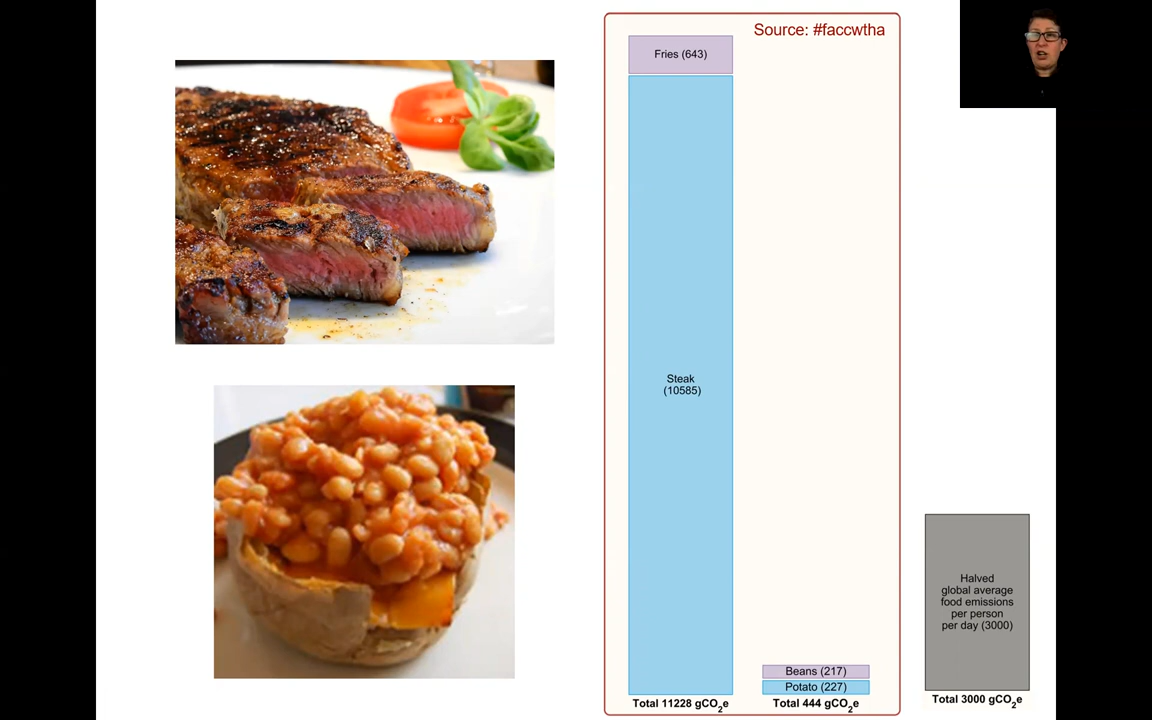 Source: #faccwtha
Fries (643)
Steak
(10585)
Beans (217)
Potato (227)
Total 11228 gCO₂e
Total 444 gCO₂e
Halved
global average
food emissions
per person
per day (3000)
Total 3000 gCO₂e